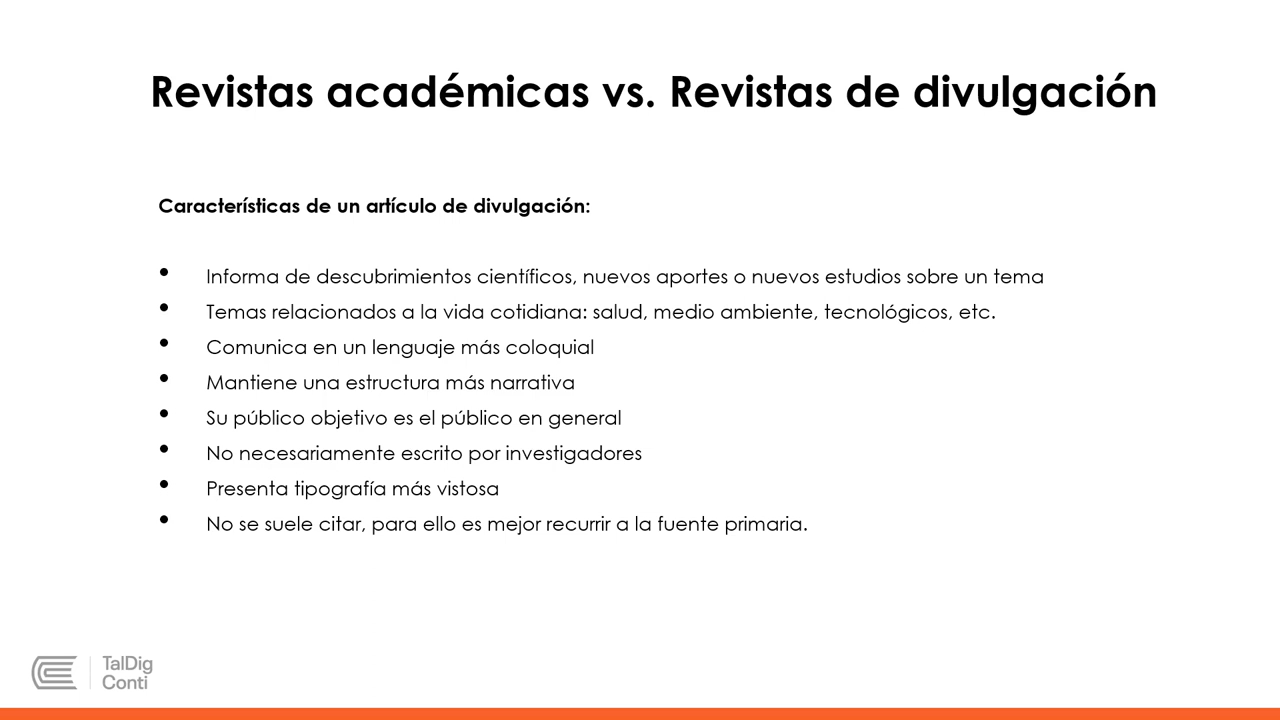 Revistas académicas vs. Revistas de divulgación
Características de un artículo de divulgación:
• Informa de descubrimientos científicos, nuevos aportes o nuevos estudios sobre un tema
• Temas relacionados a la vida cotidiana: salud, medio ambiente, tecnológicos, etc.
• Comunica en un lenguaje más coloquial
• Mantiene una estructura más narrativa
• Su público objetivo es el público en general
• No necesariamente escrito por investigadores
• Presenta tipografía más vistosa
• No se suele citar, para ello es mejor recurrir a la fuente primaria.
TalDig
Conti